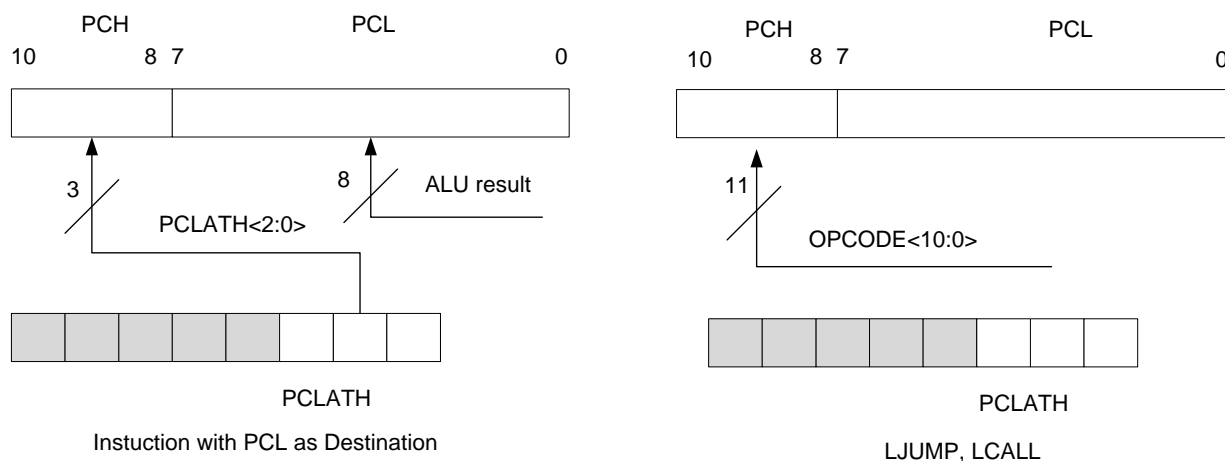 PCH PCL
10 8 7 0
3
8
ALU result
PCLATH<2:0>
PCLATH
Instuction with PCL as Destination
PCH PCL
10 8 7 0
11
OPCODE<10:0>
PCLATH
LJUMP, LCALL